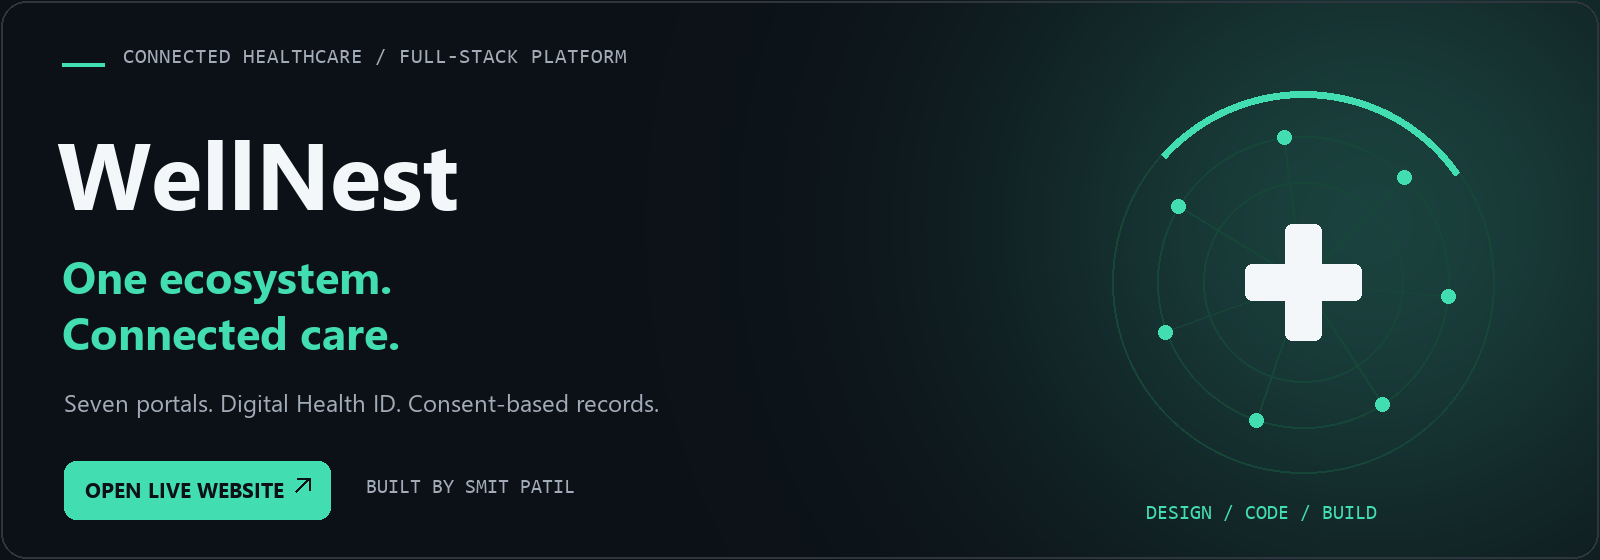 CONNECTED HEALTHCARE / FULL-STACK PLATFORM
WellNest
One ecosystem.
Connected care.
Seven portals. Digital Health ID. Consent-based records.
OPEN LIVE WEBSITE
BUILT BY SMIT PATIL
DESIGN / CODE / BUILD